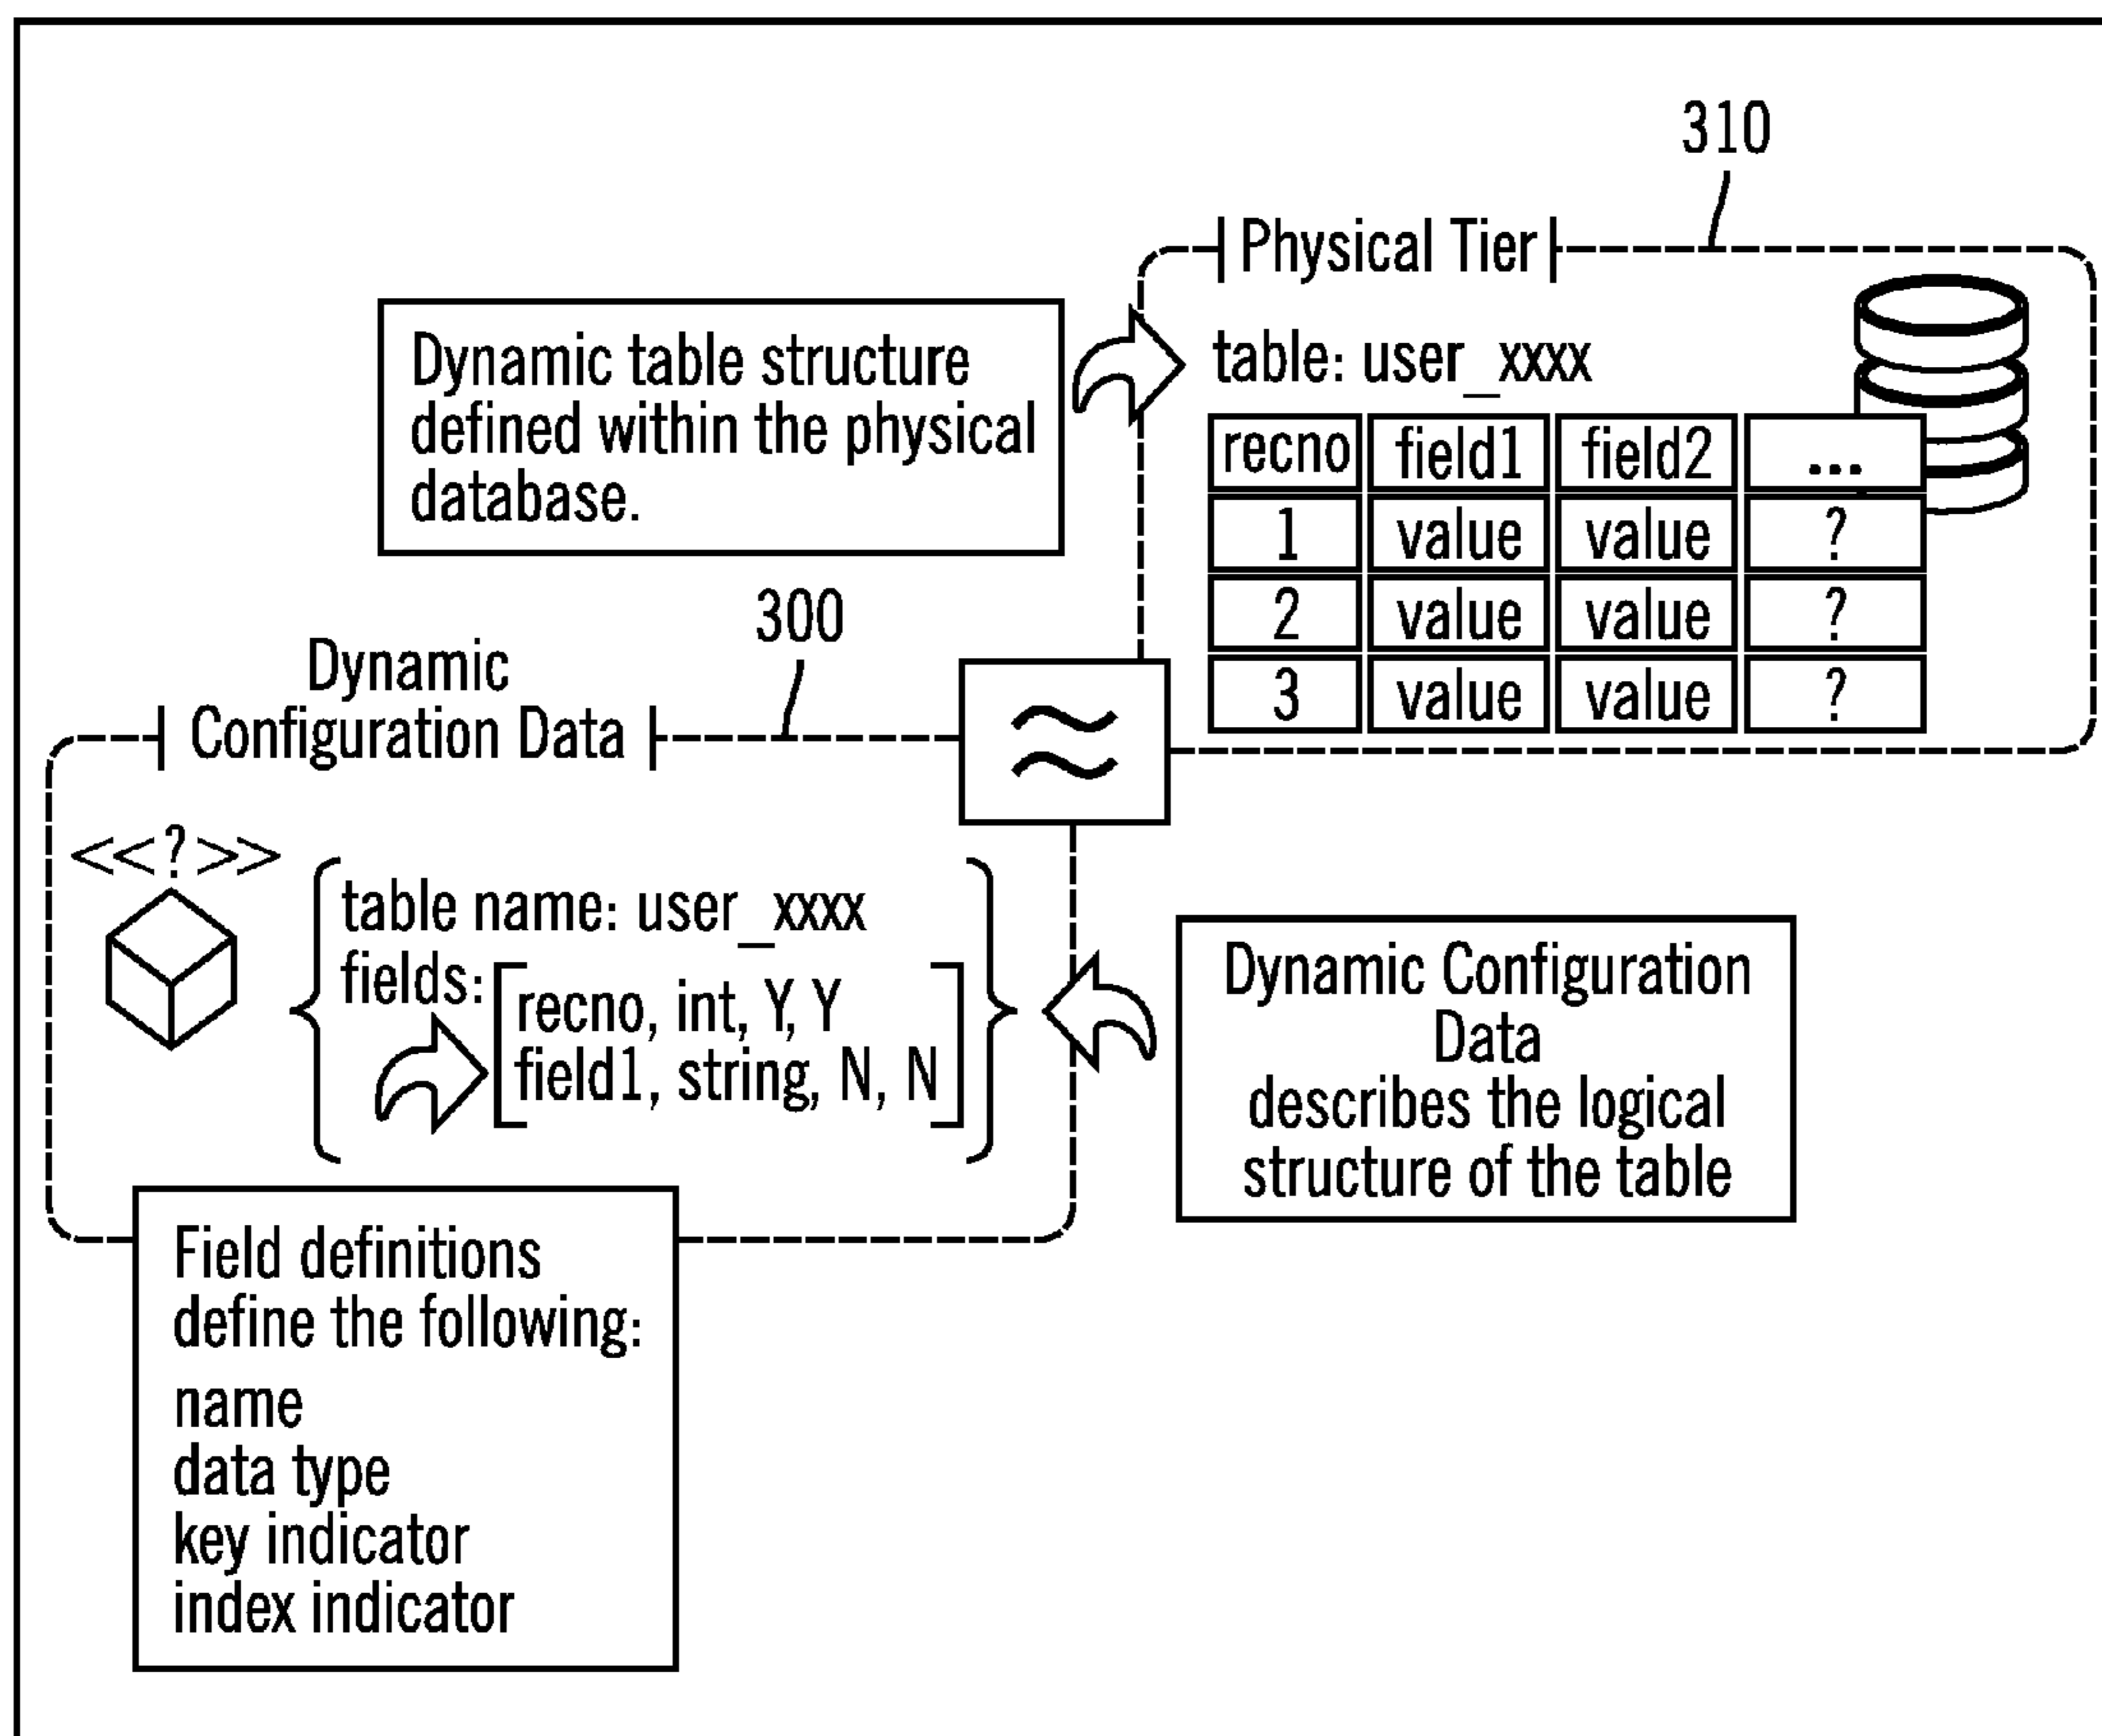 310
Physical Tier
Dynamic table structure
defined within the physical
database.
table: user_xxxx
recno field1 field2 ...
1 value value ?
2 value value ?
3 value value ?
300
Dynamic
Configuration Data
≈
<<?>>
table name: user_xxxx
fields:
recno, int, Y, Y
field1, string, N, N
Dynamic Configuration
Data
describes the logical
structure of the table
Field definitions
define the following:
name
data type
key indicator
index indicator